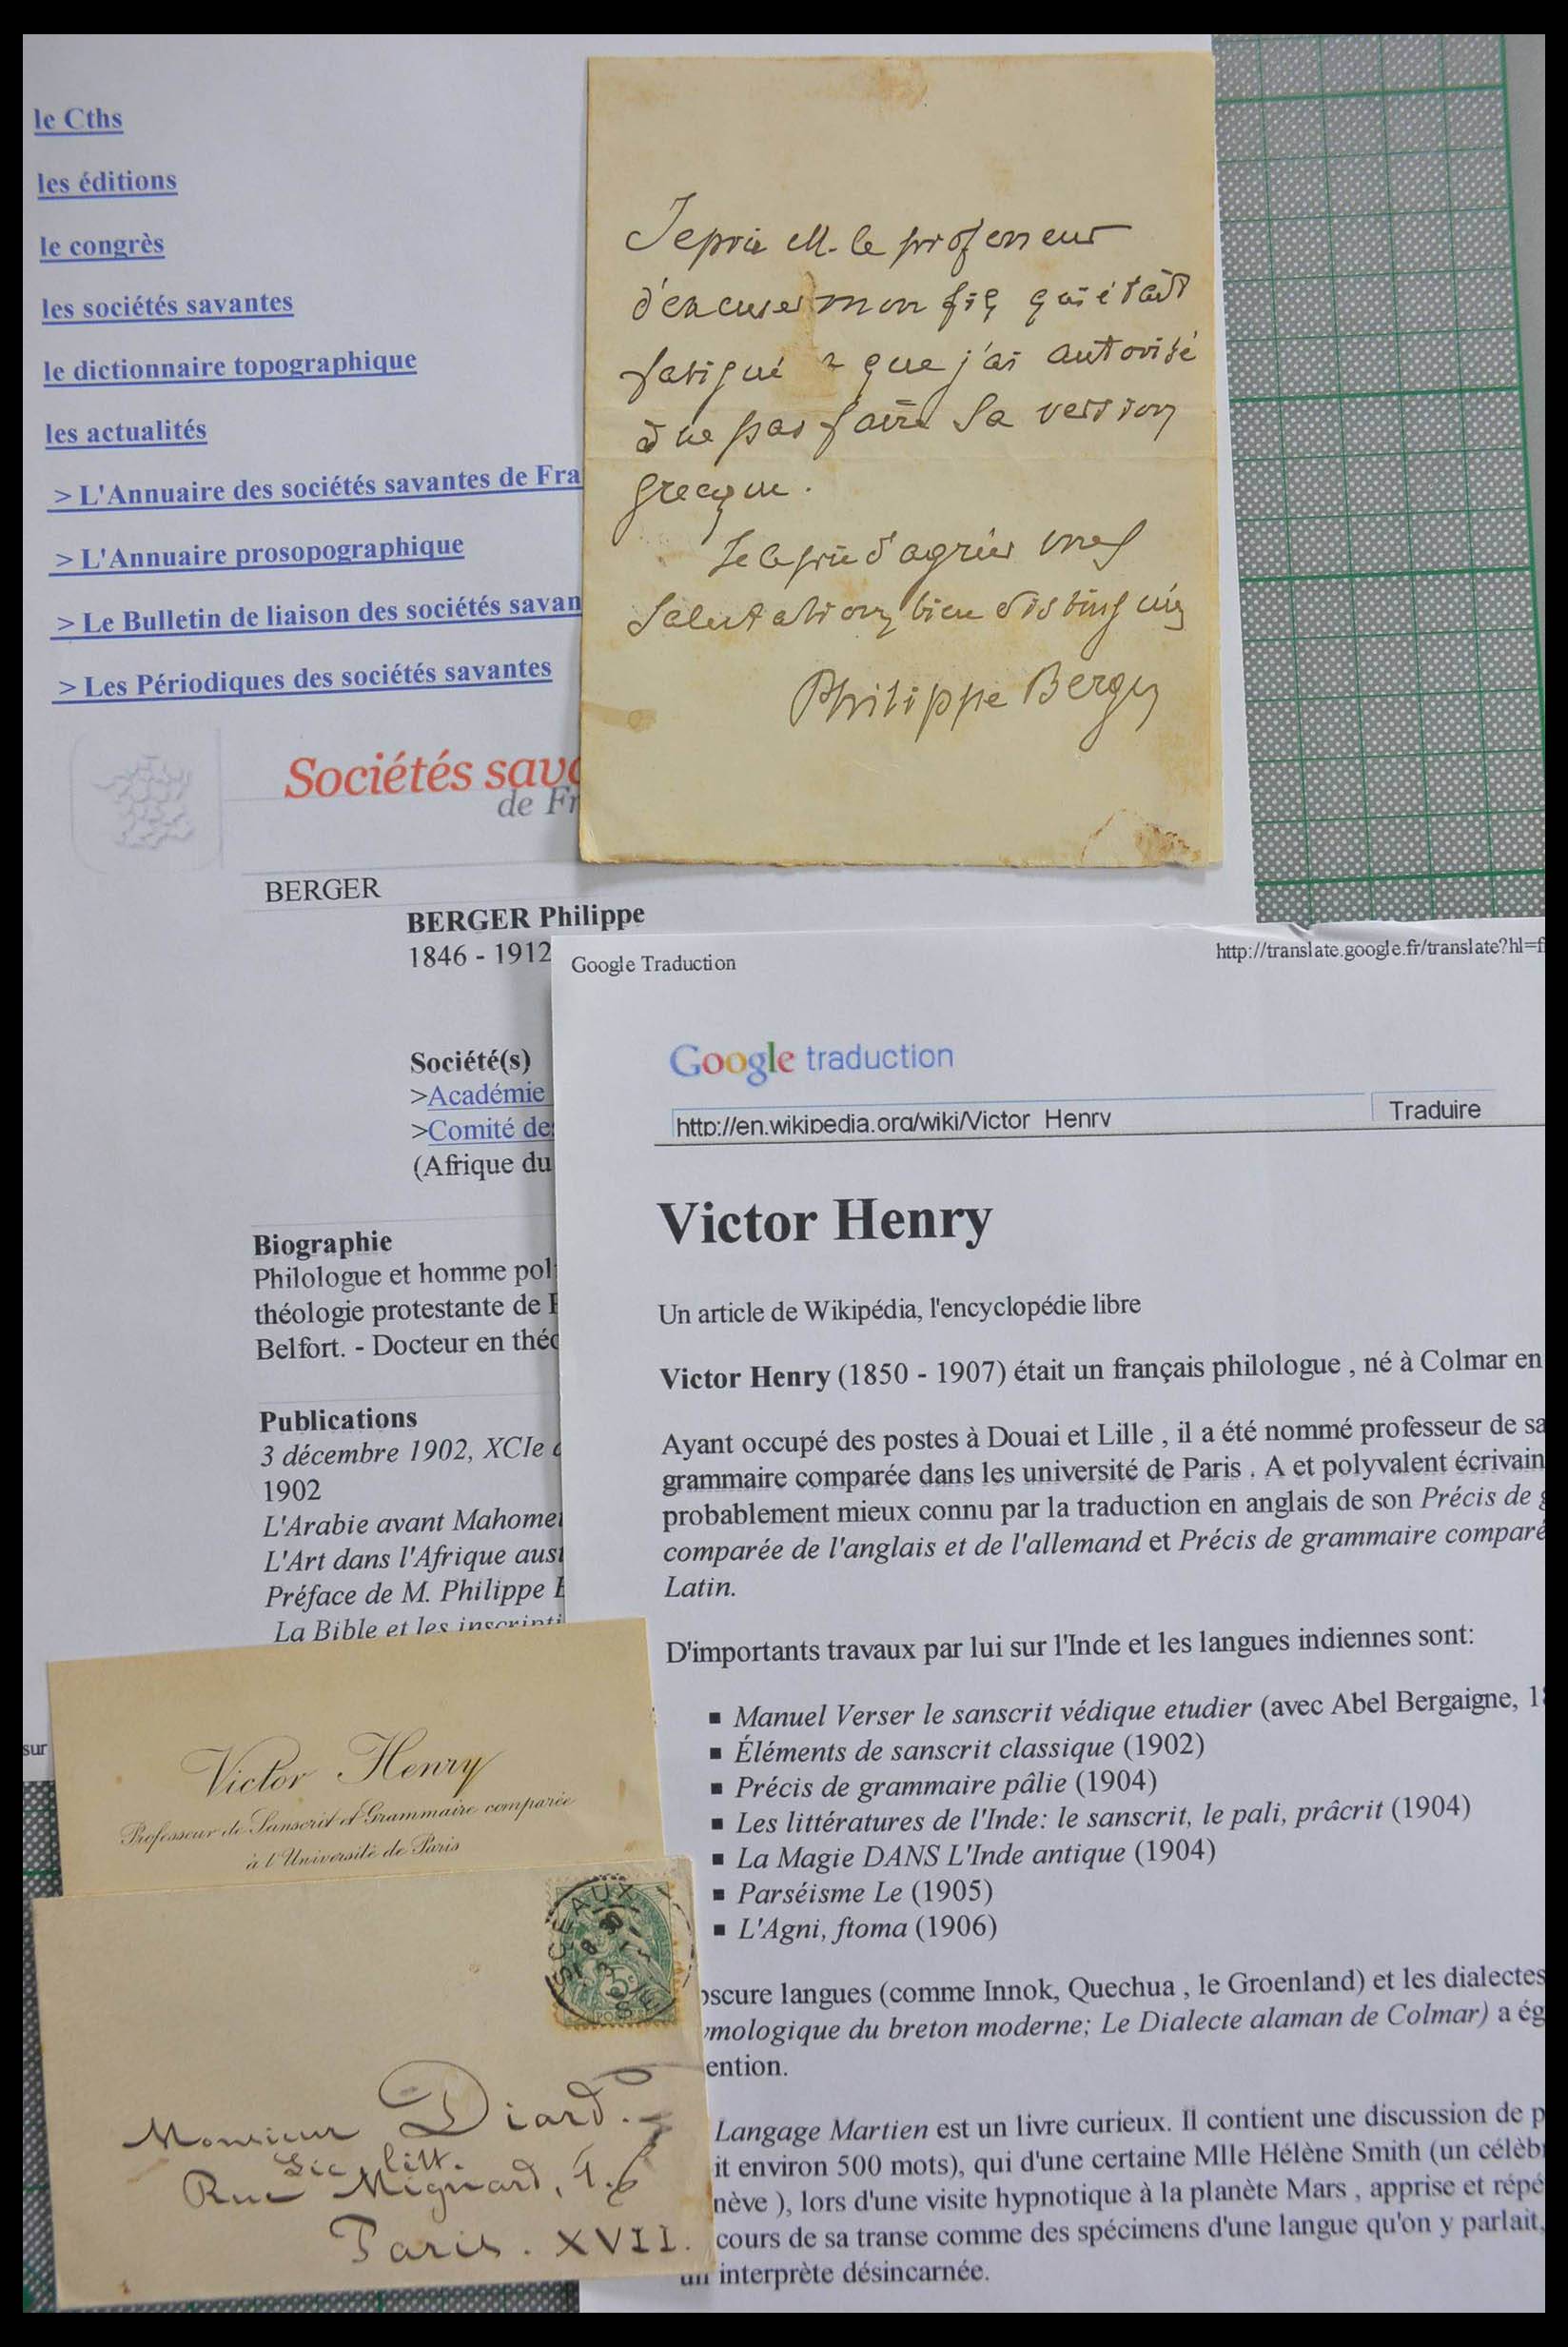 le Cths
les éditions
le congrès
les sociétés savantes
le dictionnaire topographique
les actualités
> L'Annuaire des sociétés savantes de Fra
> L'Annuaire prosopographique
> Le Bulletin de liaison des sociétés savan
> Les Périodiques des sociétés savantes
Sociétés sava
de Fr
BERGER
BERGER Philippe
1846 - 1912
Société(s)
>Académie
>Comité des
(Afrique du
Biographie
Philologue et homme pol
théologie protestante de
Belfort. - Docteur en théo
Publications
3 décembre 1902, XCIe
1902
L'Arabie avant Mahomet
L'Art dans l'Afrique aust
Préface de M. Philippe
La Bible et les inscripti
sur
Je prie M. le professeur
d'excuser mon fils qui était
fatigué & que j'ai autorisé
à ne pas faire sa version
grecque.
Je le prie d'agréer mes
salutations bien distinguées
Philippe Berger
Google Traduction
http://translate.google.fr/translate?hl=f
Google traduction
http://en.wikipedia.org/wiki/Victor_Henry
Traduire
Victor Henry
Un article de Wikipédia, l'encyclopédie libre
Victor Henry (1850 - 1907) était un français philologue , né à Colmar en
Ayant occupé des postes à Douai et Lille , il a été nommé professeur de sa
grammaire comparée dans les université de Paris . A et polyvalent écrivain
probablement mieux connu par la traduction en anglais de son Précis de g
comparée de l'anglais et de l'allemand et Précis de grammaire comparé
Latin.
D'importants travaux par lui sur l'Inde et les langues indiennes sont:
▪ Manuel Verser le sanscrit védique etudier (avec Abel Bergaigne, 18
▪ Éléments de sanscrit classique (1902)
▪ Précis de grammaire pâlie (1904)
▪ Les littératures de l'Inde: le sanscrit, le pali, prâcrit (1904)
▪ La Magie DANS L'Inde antique (1904)
▪ Parséisme Le (1905)
▪ L'Agni, ftoma (1906)
oscure langues (comme Innok, Quechua , le Groenland) et les dialectes
ymologique du breton moderne; Le Dialecte alaman de Colmar) a ég
ention.
Langage Martien est un livre curieux. Il contient une discussion de p
it environ 500 mots), qui d'une certaine Mlle Hélène Smith (un célèb
nève ), lors d'une visite hypnotique à la planète Mars , apprise et répé
cours de sa transe comme des spécimens d'une langue qu'on y parlait,
un interprète désincarnée.
Victor Henry
Professeur de Sanscrit et Grammaire comparée
à l'Université de Paris
SCEAUX
SEINE
Monsieur Diard.
Lic. litt.
Rue Mignard, 16
Paris. XVII.